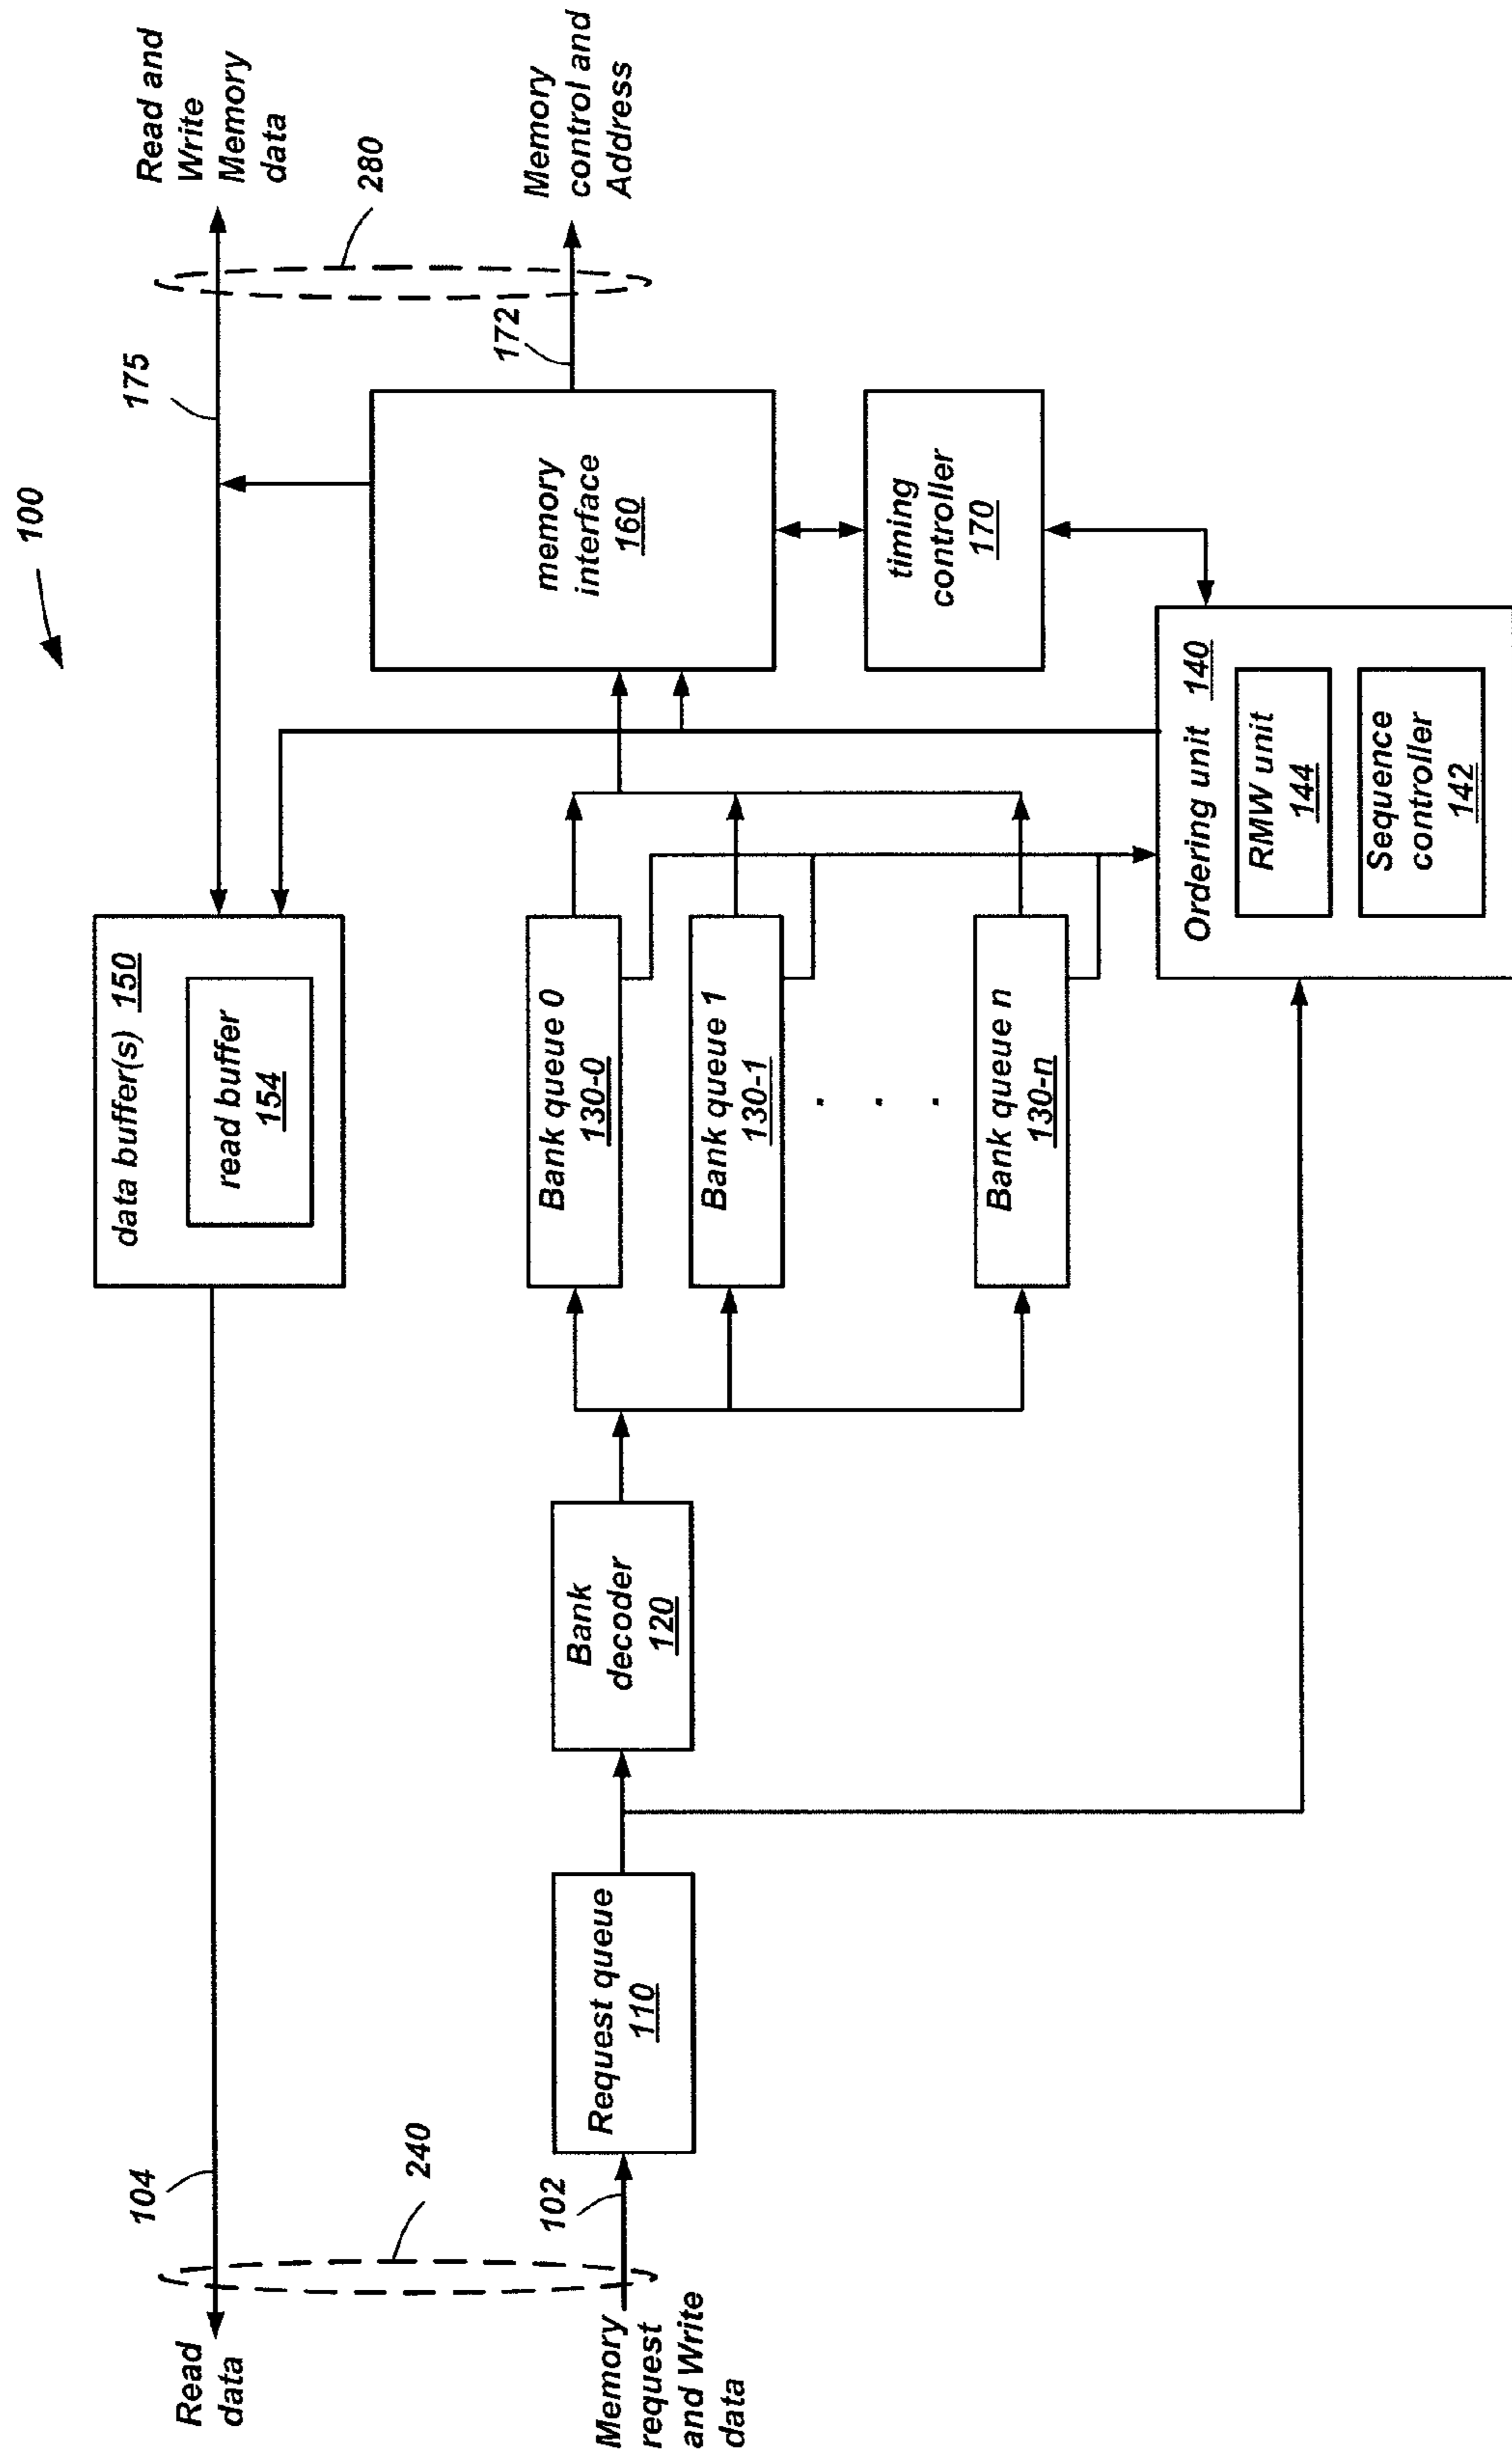 100
Read and
Write
Memory
data
175
280
Memory
control and
Address
172
memory
interface
160
timing
controller
170
data buffer(s) 150
read buffer
154
Bank queue 0
130-0
Bank queue 1
130-1
. . .
Bank queue n
130-n
Ordering unit 140
RMW unit
144
Sequence
controller
142
Bank
decoder
120
Request queue
110
104
240
102
Read
data
Memory
request
and Write
data